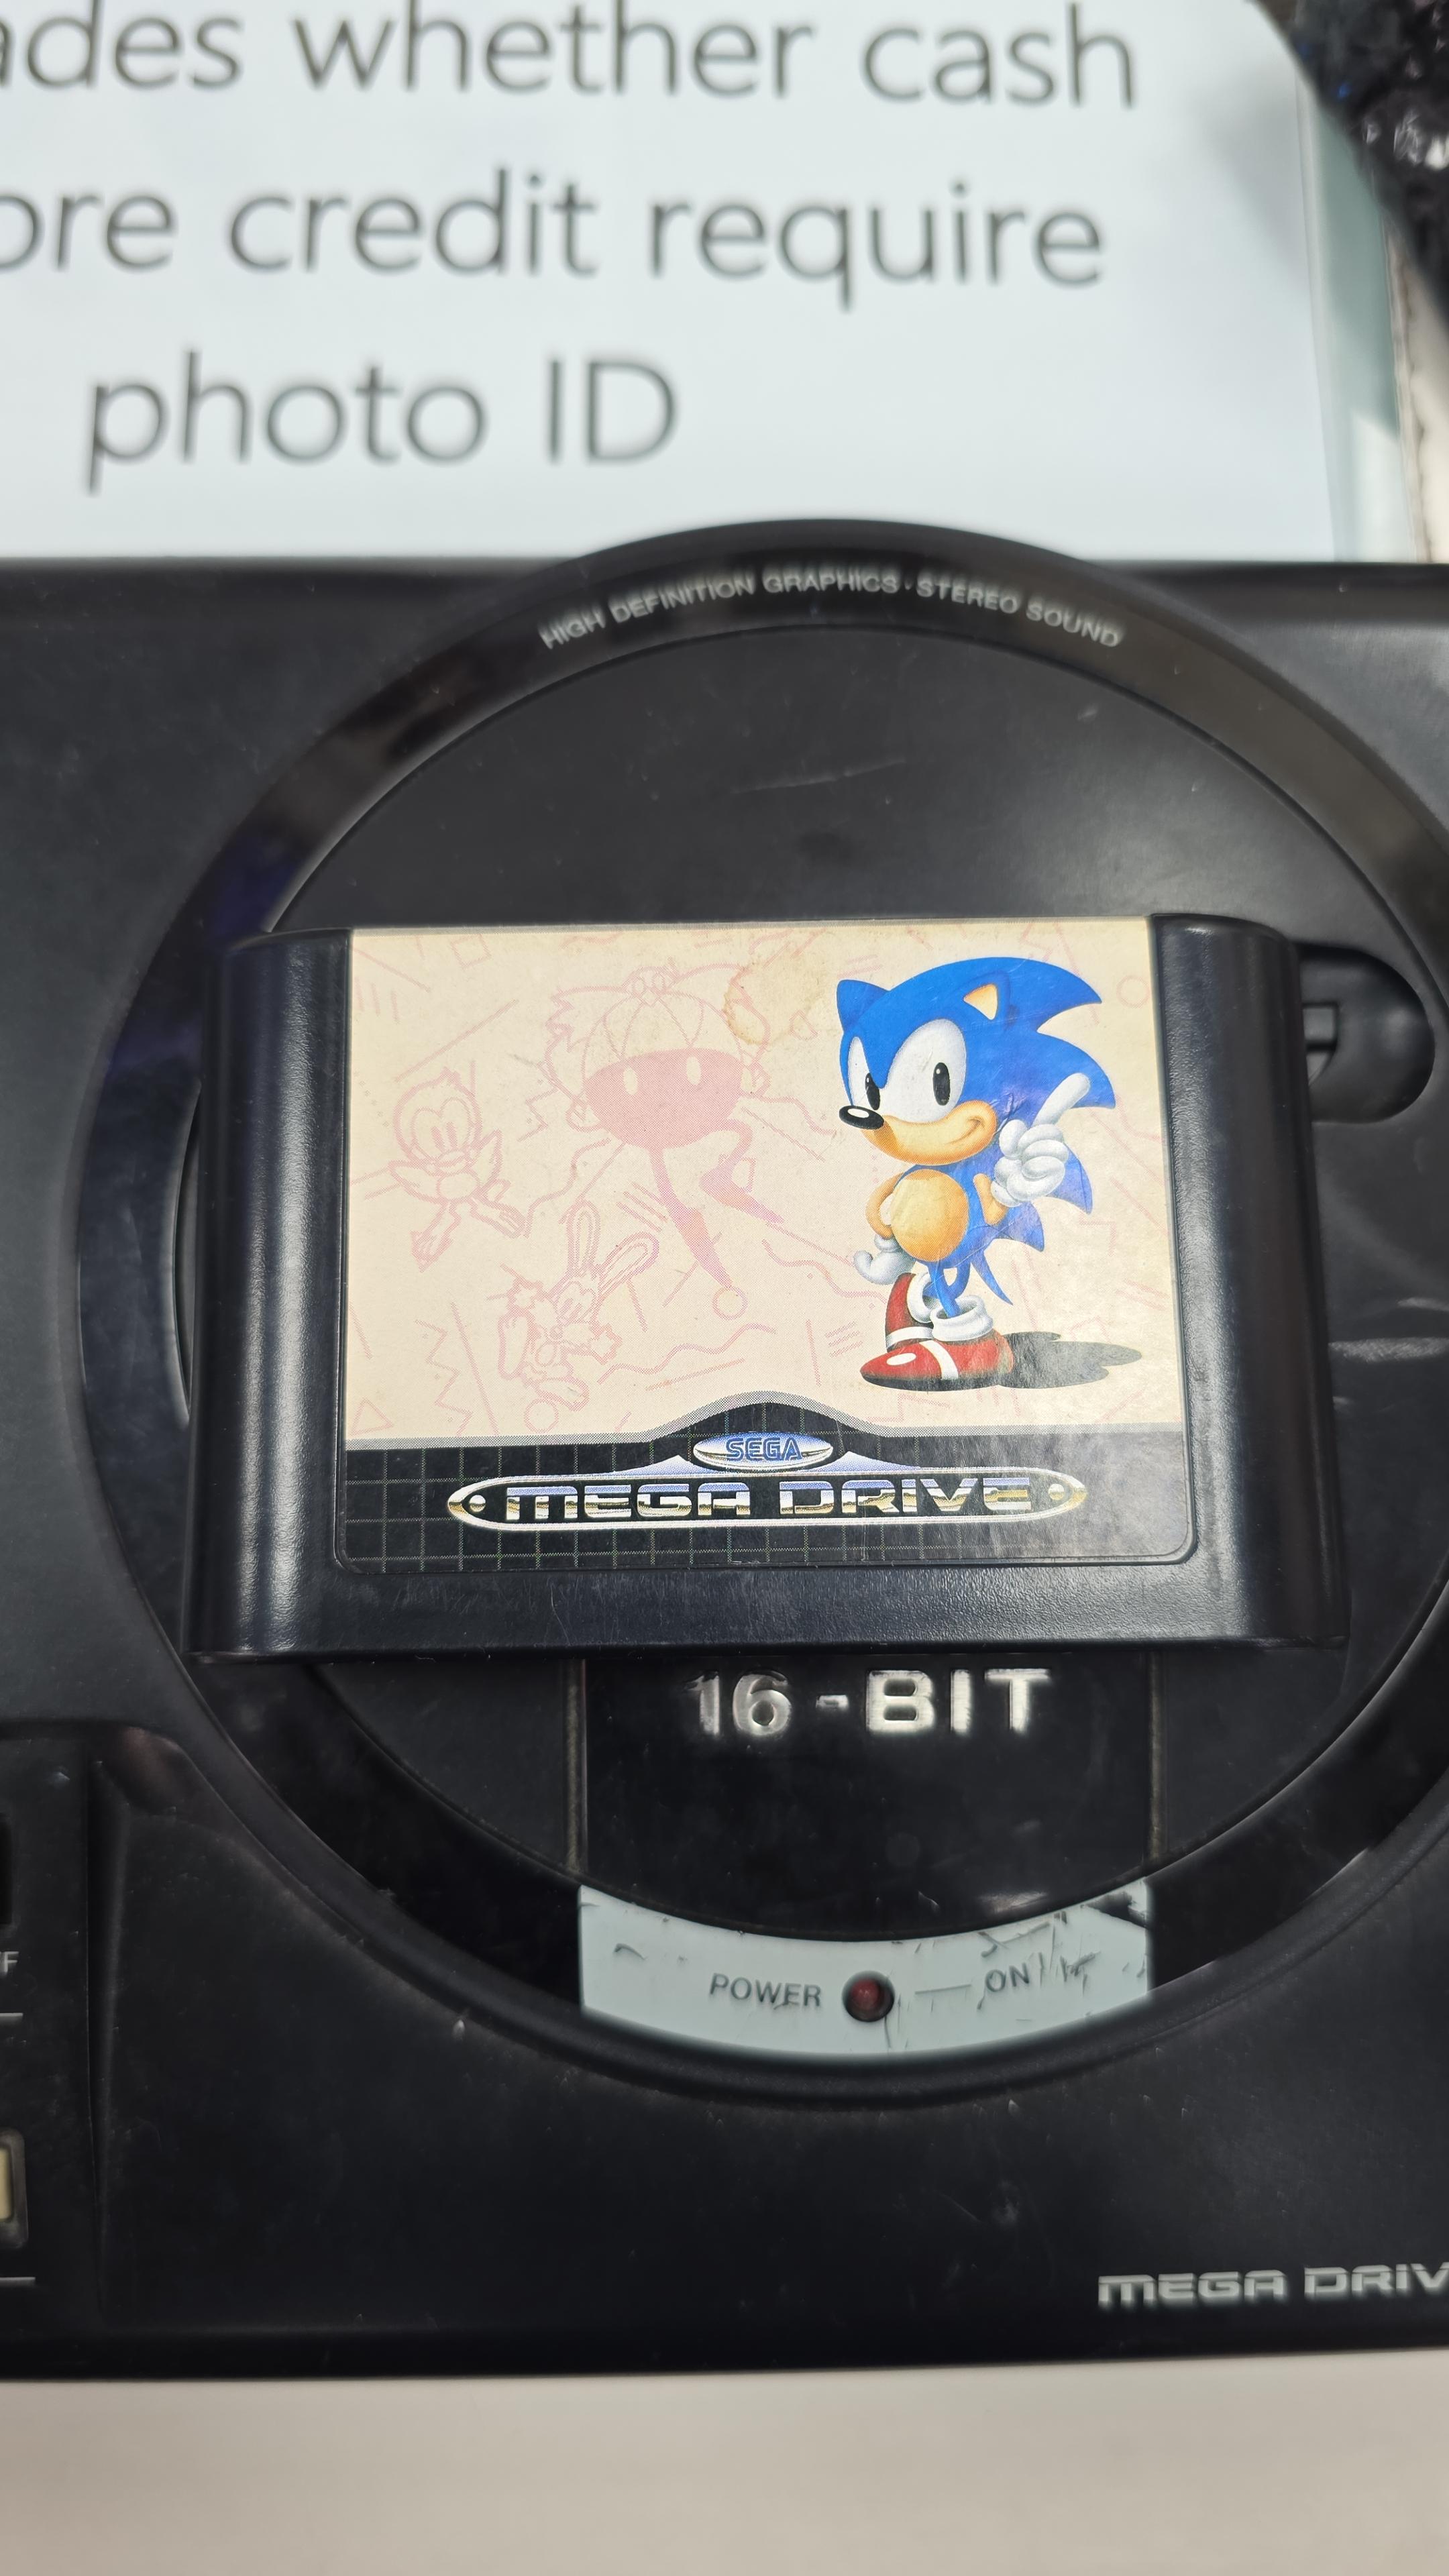 ades whether cash
ore credit require
photo ID
HIGH DEFINITION GRAPHICS · STEREO SOUND
SEGA
MEGA DRIVE
16-BIT
POWER ON
F
MEGA DRIV